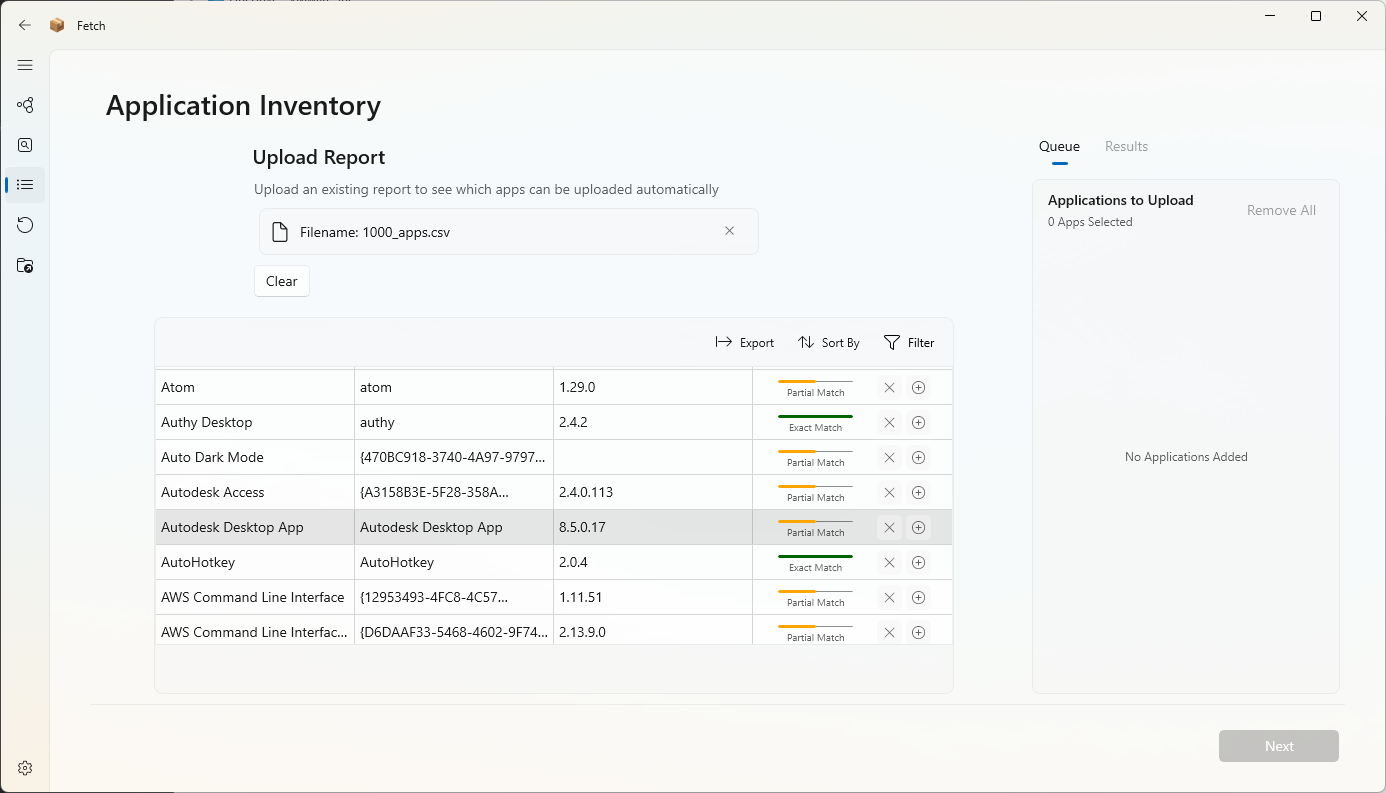 Fetch
Application Inventory
Upload Report
Upload an existing report to see which apps can be uploaded automatically
Filename: 1000_apps.csv
Clear
Export Sort By Filter
Atom atom 1.29.0 Partial Match
Authy Desktop authy 2.4.2 Exact Match
Auto Dark Mode {470BC918-3740-4A97-9797... Partial Match
Autodesk Access {A3158B3E-5F28-358A... 2.4.0.113 Partial Match
Autodesk Desktop App Autodesk Desktop App 8.5.0.17 Partial Match
AutoHotkey AutoHotkey 2.0.4 Exact Match
AWS Command Line Interface {12953493-4FC8-4C57... 1.11.51 Partial Match
AWS Command Line Interfac... {D6DAAF33-5468-4602-9F74... 2.13.9.0 Partial Match
Queue Results
Applications to Upload
0 Apps Selected
Remove All
No Applications Added
Next